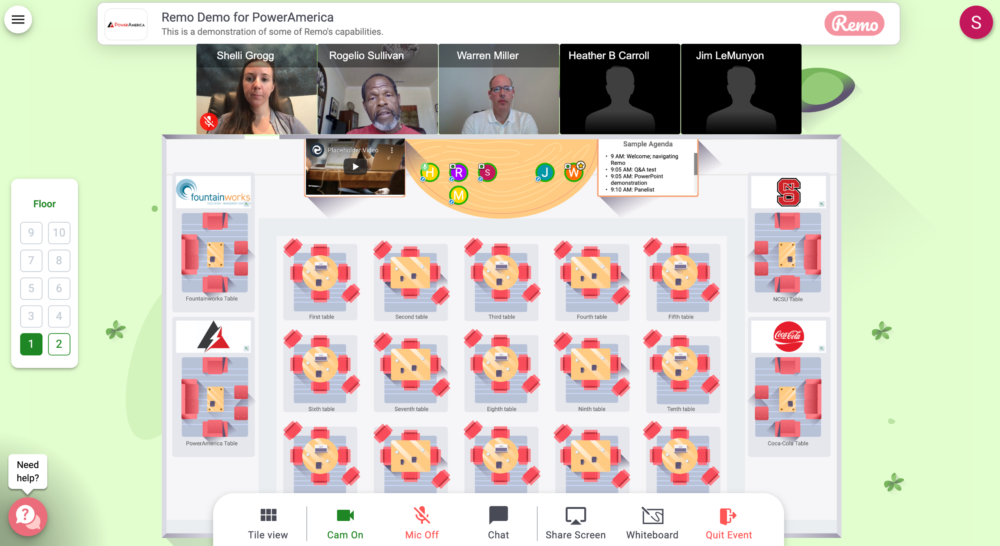 POWERAMERICA
Remo Demo for PowerAmerica
This is a demonstration of some of Remo's capabilities.
Remo
S
Shelli Grogg
Rogelio Sullivan
Warren Miller
Heather B Carroll
Jim LeMunyon
Placeholder Video
H
R
S
J
W
M
Sample Agenda
• 9 AM: Welcome; navigating
Remo
• 9:05 AM: Q&A test
• 9:05 AM: PowerPoint
demonstration
• 9:10 AM: Panelist
Floor
9 10
7 8
5 6
3 4
1 2
fountainworks
FACILITATION • MANAGEMENT
Fountainworks Table
PowerAmerica Table
NCS
NCSU Table
Coca-Cola
Coca-Cola Table
First table
Second table
Third table
Fourth table
Fifth table
Sixth table
Seventh table
Eighth table
Ninth table
Tenth table
Need
help?
?
Tile view
Cam On
Mic Off
Chat
Share Screen
Whiteboard
Quit Event